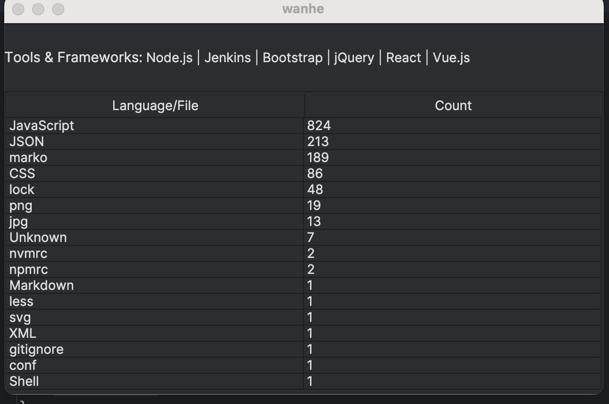 wanhe
Tools & Frameworks: Node.js | Jenkins | Bootstrap | jQuery | React | Vue.js
Language/File Count
JavaScript 824
JSON 213
marko 189
CSS 86
lock 48
png 19
jpg 13
Unknown 7
nvmrc 2
npmrc 2
Markdown 1
less 1
svg 1
XML 1
gitignore 1
conf 1
Shell 1